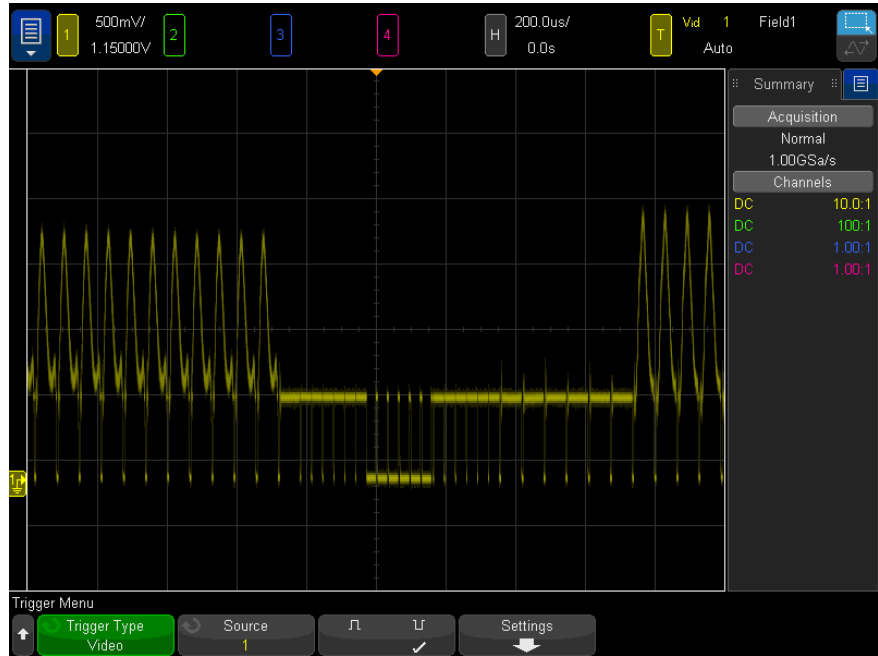 1 500mV/ 2 3 4 H 200.0us/ T Vid 1 Field1
1.15000V 0.0s Auto
Summary
Acquisition
Normal
1.00GSa/s
Channels
DC 10.0:1
DC 100:1
DC 1.00:1
DC 1.00:1
1
Trigger Menu
Trigger Type Source Settings
Video 1